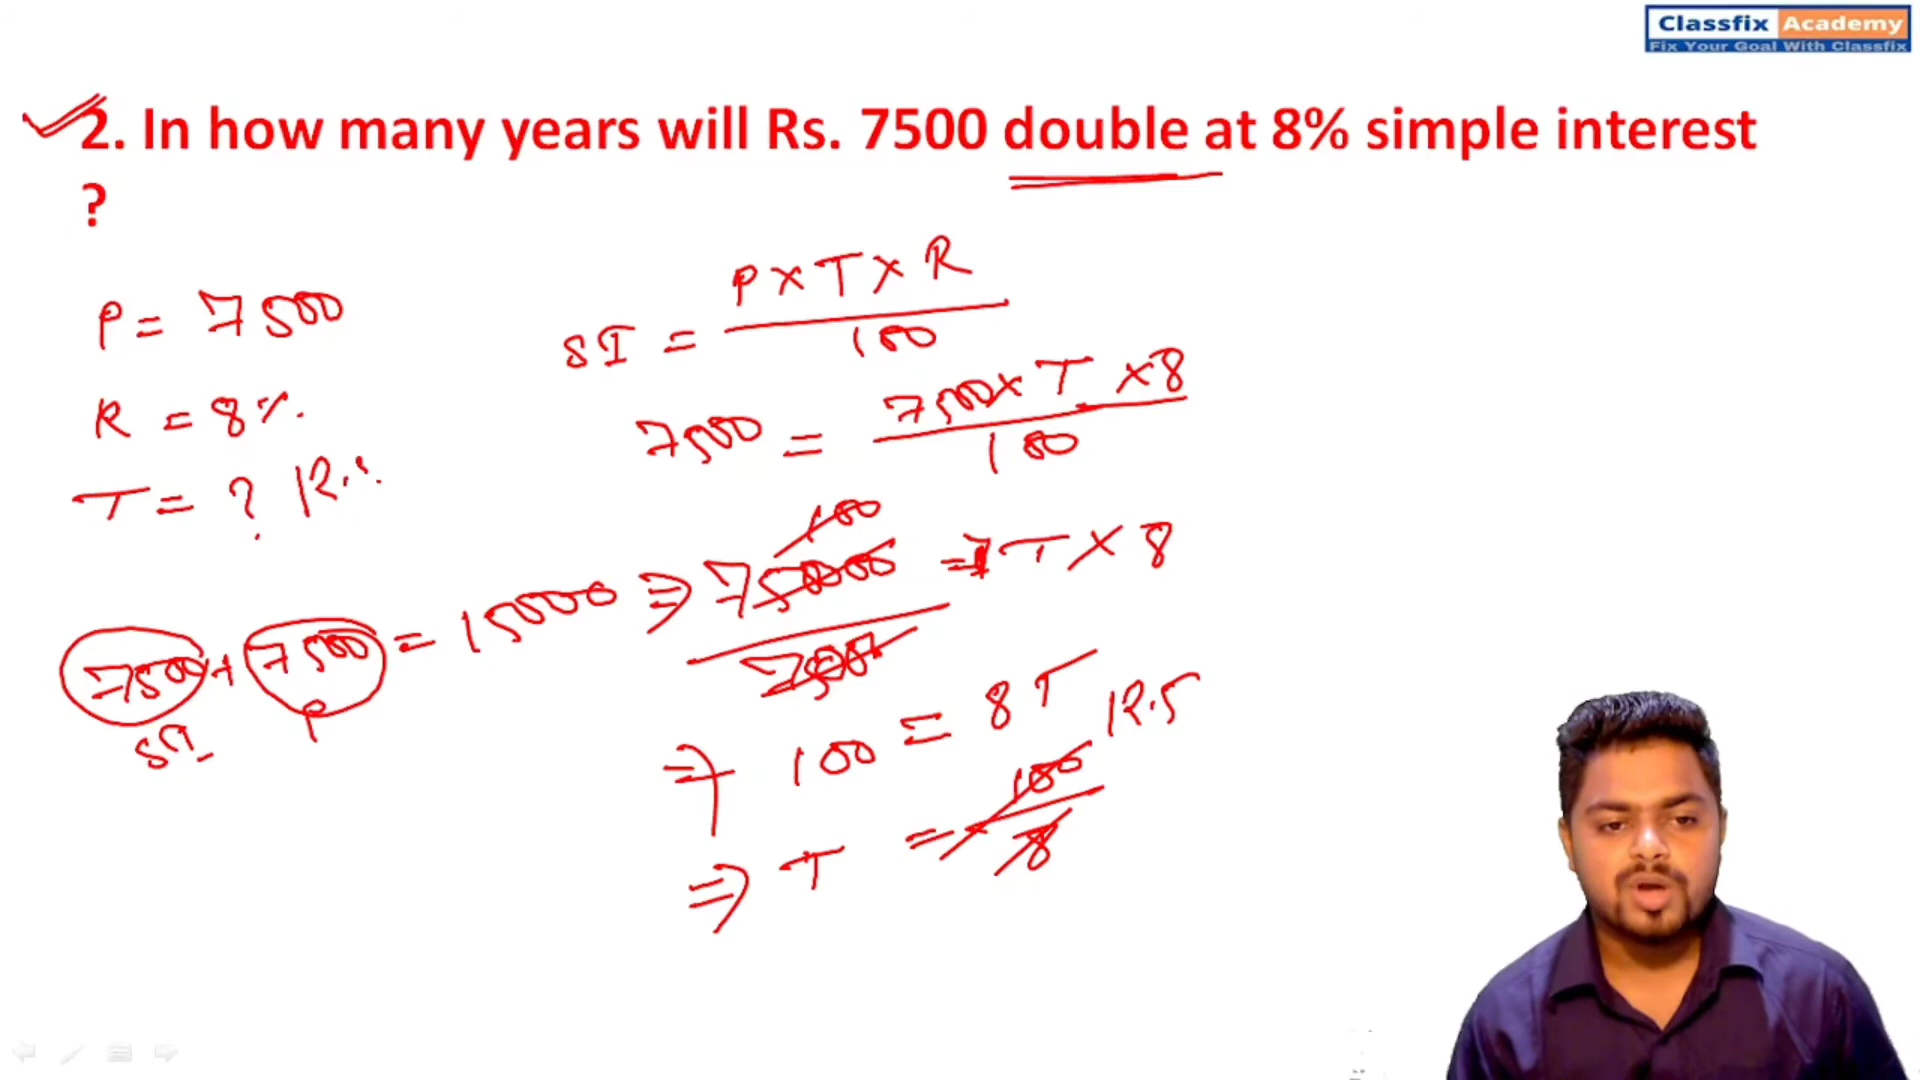 Classfix Academy
Fix Your Goal With Classfix
2. In how many years will Rs. 7500 double at 8% simple interest
?
P = 7500
R = 8%
T = ? 12.5
7500 + 7500 = 15000
SI P
SI = P × T × R / 100
7500 = 7500 × T × 8 / 100
100
⇒ 750000 / 7500 = T × 8
⇒ 100 = 8T
12.5
⇒ T = 100 / 8